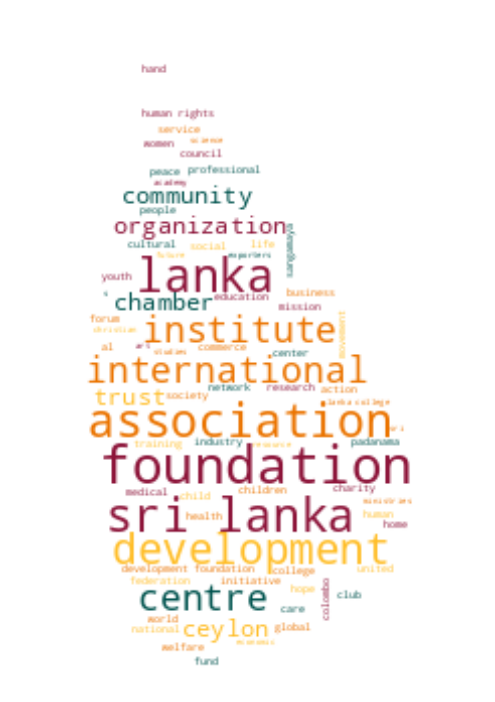 hand
human rights
service
women science
council
peace professional
academy
community
people
organization
sangamaya
cultural social life
future exporters
lanka
youth
s chamber education business
mission
forum
christian institute movement
al art studies commerce center
international
network research action
trust society lanka college
association sri
training industry resource padanama
foundation
medical child children charity
ministries
sri lanka
health human
home
development
development foundation college united
federation initiative
hope colombo
centre care club
world
national ceylon global
economic
welfare
fund